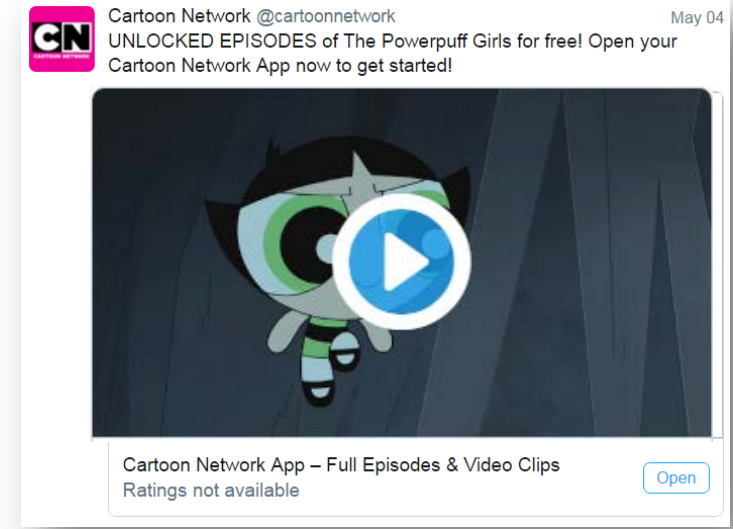 CN
CARTOON NETWORK
Cartoon Network @cartoonnetwork
May 04
UNLOCKED EPISODES of The Powerpuff Girls for free! Open your
Cartoon Network App now to get started!
Cartoon Network App – Full Episodes & Video Clips
Ratings not available
Open